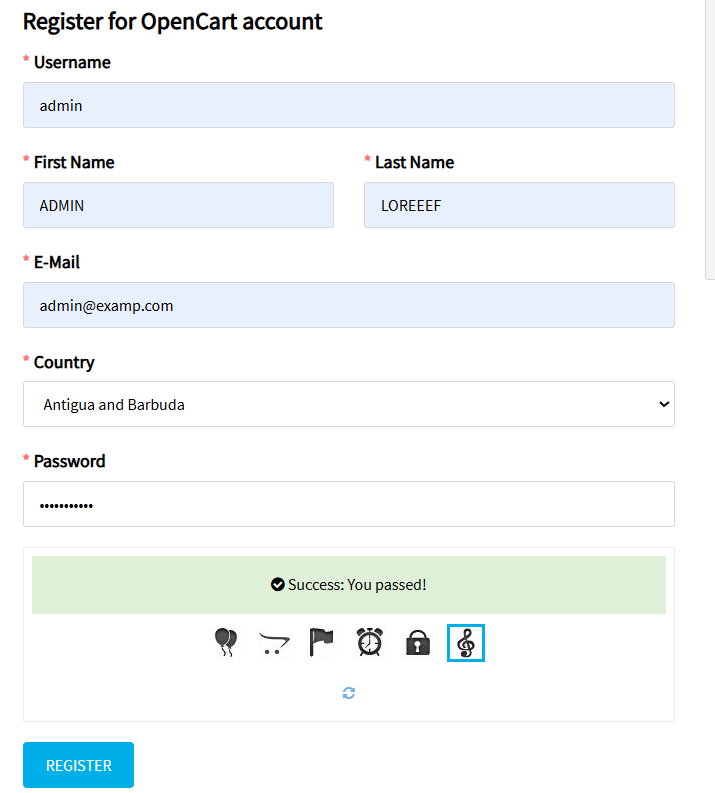 Register for OpenCart account
* Username
admin
* First Name * Last Name
ADMIN LOREEEF
* E-Mail
admin@examp.com
* Country
Antigua and Barbuda
* Password
•••••••••••
Success: You passed!
REGISTER